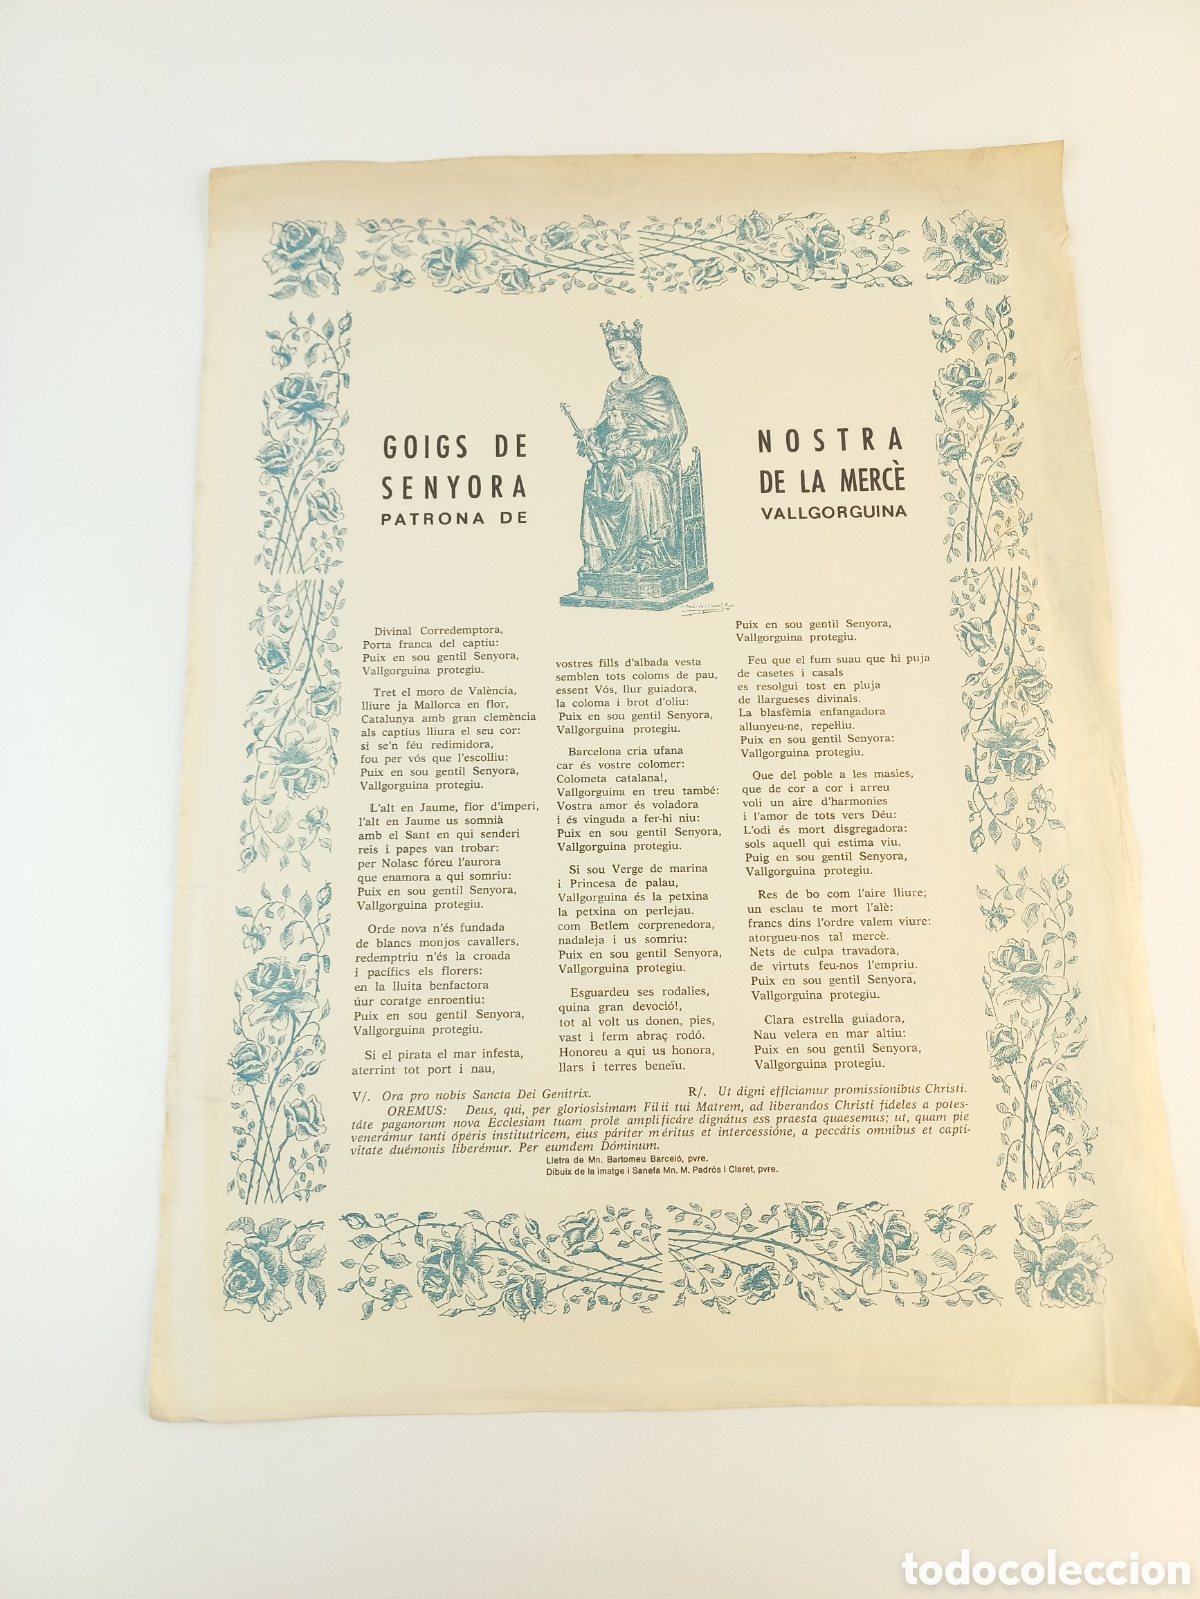 GOIGS DE NOSTRA
SENYORA DE LA MERCÈ
PATRONA DE VALLGORGUINA
Divinal Corredemptora,
Porta franca del captiu:
Puix en sou gentil Senyora,
Vallgorguina protegiu.
Tret el moro de València,
lliure ja Mallorca en flor,
Catalunya amb gran clemència
als captius lliura el seu cor:
si se'n féu redimidora,
fou per vós que l'escolliu:
Puix en sou gentil Senyora,
Vallgorguina protegiu.
L'alt en Jaume, flor d'imperi,
l'alt en Jaume us somnià
amb el Sant en qui senderi
reis i papes van trobar:
per Nolasc fóreu l'aurora
que enamora a qui somriu:
Puix en sou gentil Senyora,
Vallgorguina protegiu.
Orde nova n'és fundada
de blancs monjos cavallers,
redemptriu n'és la croada
i pacífics els florers:
en la lluita benfactora
úur coratge enroentiu:
Puix en sou gentil Senyora,
Vallgorguina protegiu.
Si el pirata el mar infesta,
aterrint tot port i nau,
vostres fills d'albada vesta
semblen tots coloms de pau,
essent Vós, llur guiadora,
la coloma i brot d'oliu:
Puix en sou gentil Senyora,
Vallgorguina protegiu.
Barcelona cria ufana
car és vostre colomer:
Colometa catalana!,
Vallgorguina en treu també:
Vostra amor és voladora
i és vinguda a fer-hi niu:
Puix en sou gentil Senyora,
Vallgorguina protegiu.
Si sou Verge de marina
i Princesa de palau,
Vallgorguina és la petxina
la petxina on perlejau.
com Betlem corprenedora,
nadaleja i us somriu:
Puix en sou gentil Senyora,
Vallgorguina protegiu.
Esguardeu ses rodalies,
quina gran devoció!,
tot al volt us donen, pies,
vast i ferm abraç rodó.
Honoreu a qui us honora,
llars i terres beneïu.
Puix en sou gentil Senyora,
Vallgorguina protegiu.
Feu que el fum suau que hi puja
de casetes i casals
es resolgui tost en pluja
de llargueses divinals.
La blasfèmia enfangadora
allunyeu-ne, repel·liu.
Puix en sou gentil Senyora:
Vallgorguina protegiu.
Que del poble a les masies,
que de cor a cor i arreu
voli un aire d'harmonies
i l'amor de tots vers Déu:
L'odi és mort disgregadora:
sols aquell qui estima viu.
Puig en sou gentil Senyora,
Vallgorguina protegiu.
Res de bo com l'aire lliure;
un esclau te mort l'alè:
francs dins l'ordre valem viure:
atorgueu-nos tal mercè.
Nets de culpa travadora,
de virtuts feu-nos l'empriu.
Puix en sou gentil Senyora,
Vallgorguina protegiu.
Clara estrella guiadora,
Nau velera en mar altiu:
Puix en sou gentil Senyora,
Vallgorguina protegiu.
V/. Ora pro nobis Sancta Dei Genitrix. R/. Ut digni efficiamur promissionibus Christi.
OREMUS: Deus, qui, per gloriosisimam Filii tui Matrem, ad liberandos Christi fideles a potes-
táte paganorum nova Ecclesiam tuam prole amplificáre dignátus ess praesta quaesemus; ut, quam pie
venerámur tanti óperis institutricem, eius páriter méritus et intercessióne, a peccátis omnibus et capti-
vitate duémonis liberémur. Per eumdem Dóminum.
Lletra de Mn. Bartomeu Barceló, pvre.
Dibuix de la imatge i Sanefa Mn. M. Padrós i Claret, pvre.
todocoleccion